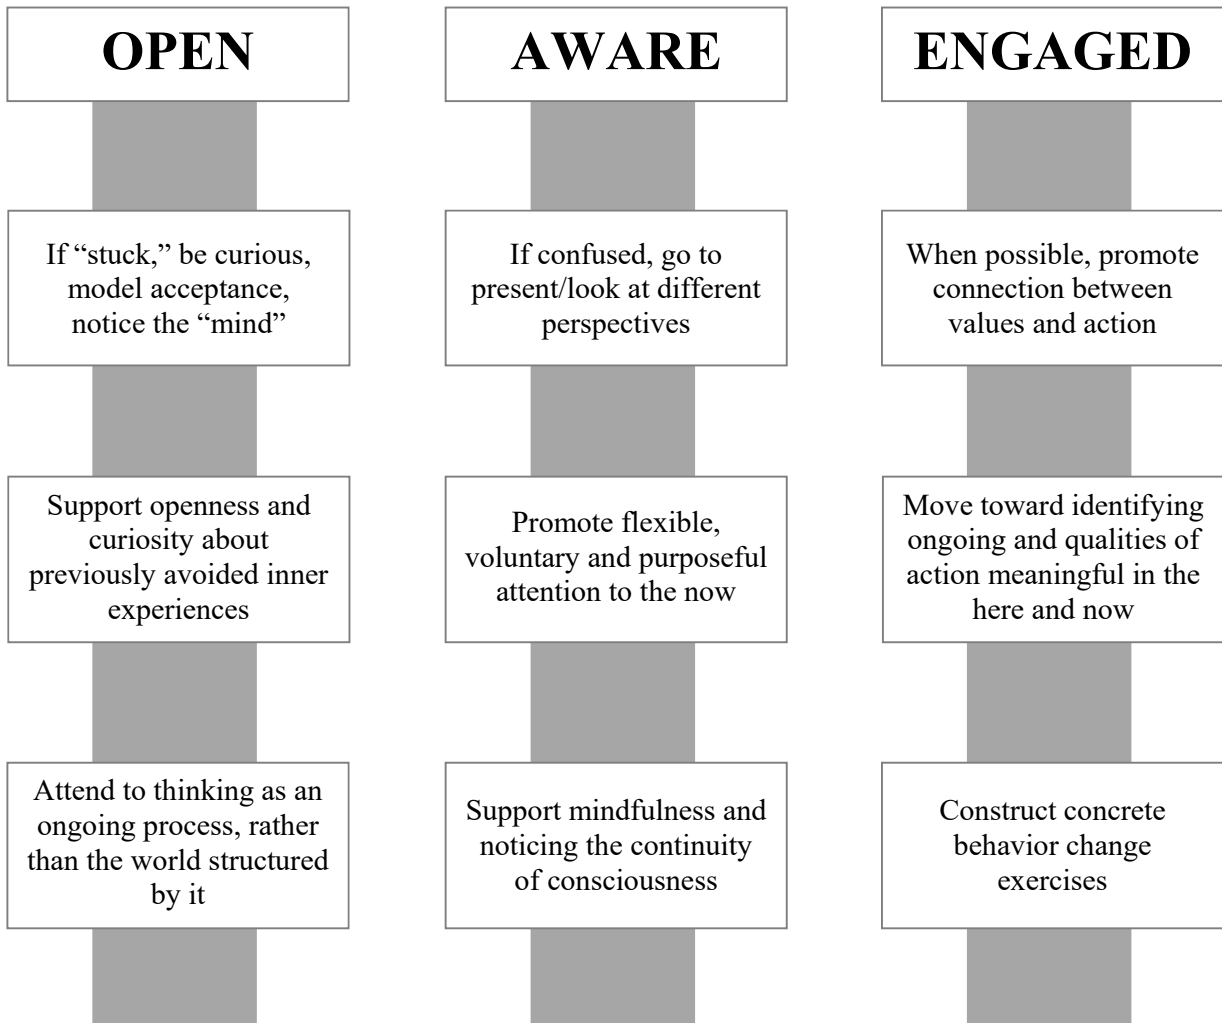 OPEN
If “stuck,” be curious,
model acceptance,
notice the “mind”
Support openness and
curiosity about
previously avoided inner
experiences
Attend to thinking as an
ongoing process, rather
than the world structured
by it
AWARE
If confused, go to
present/look at different
perspectives
Promote flexible,
voluntary and purposeful
attention to the now
Support mindfulness and
noticing the continuity
of consciousness
ENGAGED
When possible, promote
connection between
values and action
Move toward identifying
ongoing and qualities of
action meaningful in the
here and now
Construct concrete
behavior change
exercises